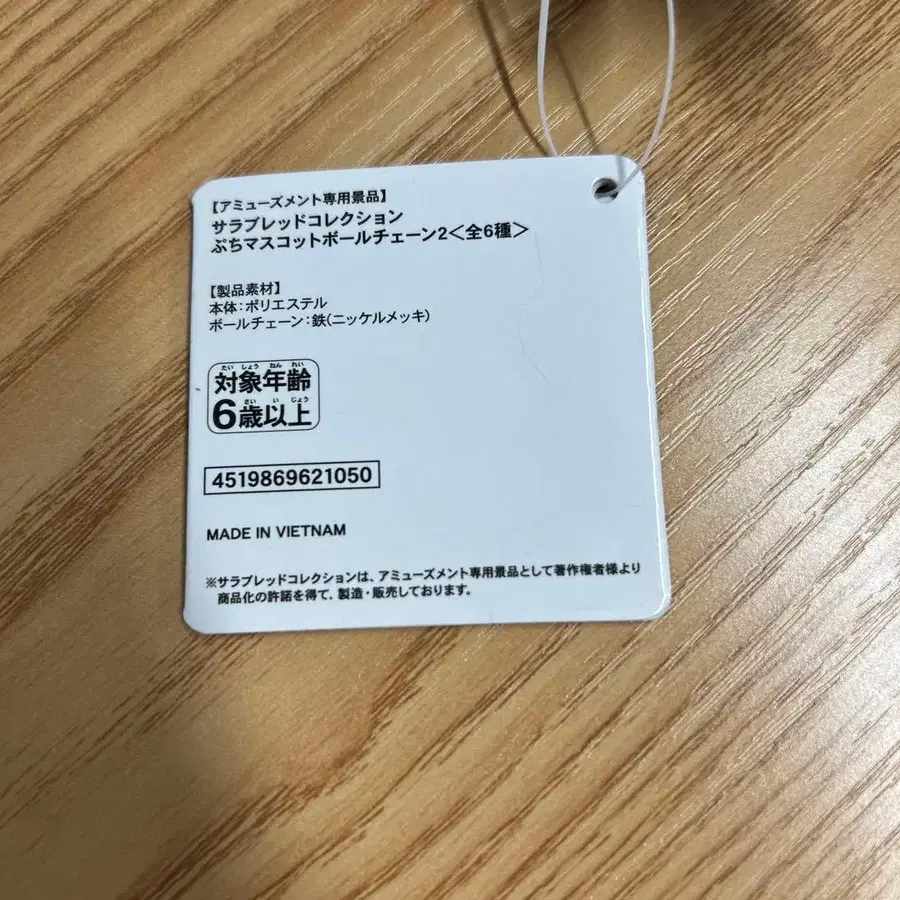 【アミューズメント専用景品】
サラブレッドコレクション
ぷちマスコットボールチェーン2＜全6種＞
【製品素材】
本体：ポリエステル
ボールチェーン：鉄(ニッケルメッキ)
たい しょう ねん れい
対象年齢
さい い じょう
6歳以上
4519869621050
MADE IN VIETNAM
※サラブレッドコレクションは、アミューズメント専用景品として著作権者様より
商品化の許諾を得て、製造・販売しております。